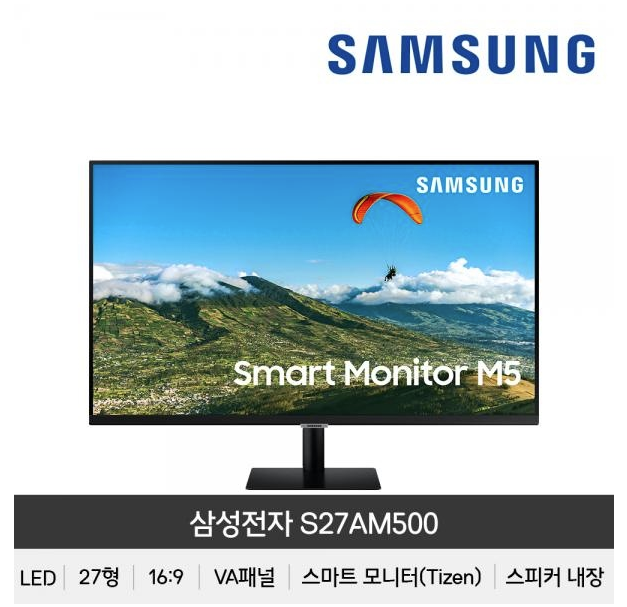 SAMSUNG
SAMSUNG
Smart Monitor M5
삼성전자 S27AM500
LED | 27형 | 16:9 | VA패널 | 스마트 모니터(Tizen) | 스피커 내장